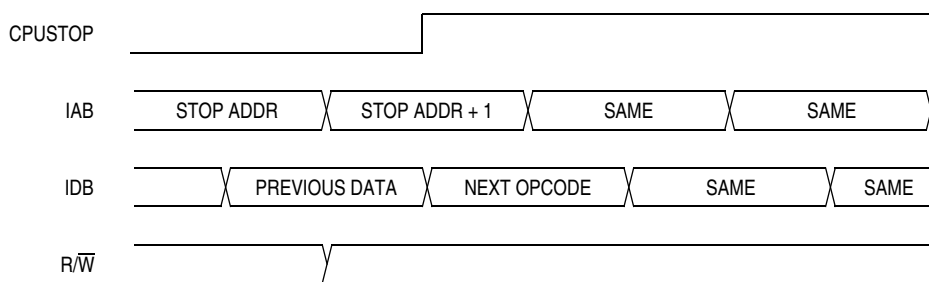 CPUSTOP
IAB STOP ADDR STOP ADDR + 1 SAME SAME
IDB PREVIOUS DATA NEXT OPCODE SAME SAME
R/W̅